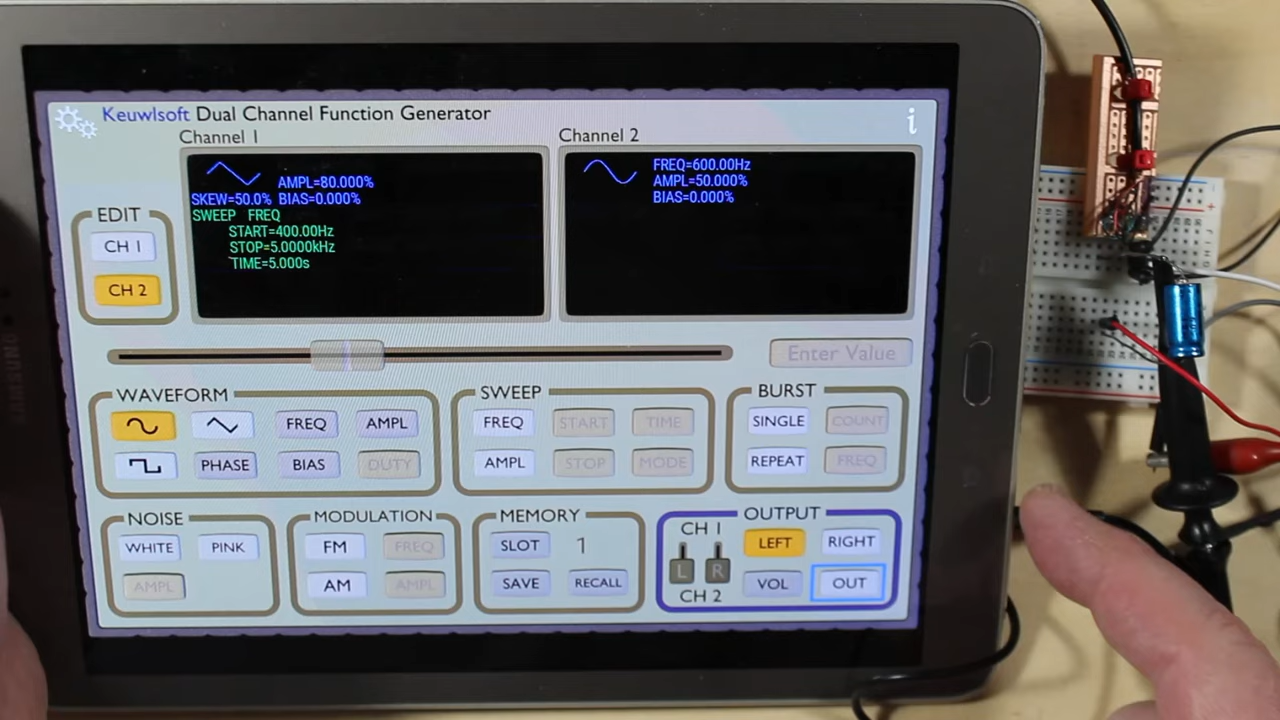 Keuwlsoft Dual Channel Function Generator
i
Channel 1
Channel 2
AMPL=80.000%
SKEW=50.0% BIAS=0.000%
SWEEP FREQ
START=400.00Hz
STOP=5.0000kHz
TIME=5.000s
FREQ=600.00Hz
AMPL=50.000%
BIAS=0.000%
EDIT
CH 1
CH 2
Enter Value
WAVEFORM
FREQ
AMPL
PHASE
BIAS
DUTY
SWEEP
FREQ
START
TIME
AMPL
STOP
MODE
BURST
SINGLE
COUNT
REPEAT
FREQ
NOISE
WHITE
PINK
AMPL
MODULATION
FM
FREQ
AM
AMPL
MEMORY
SLOT
1
SAVE
RECALL
OUTPUT
CH 1
L
R
CH 2
LEFT
RIGHT
VOL
OUT